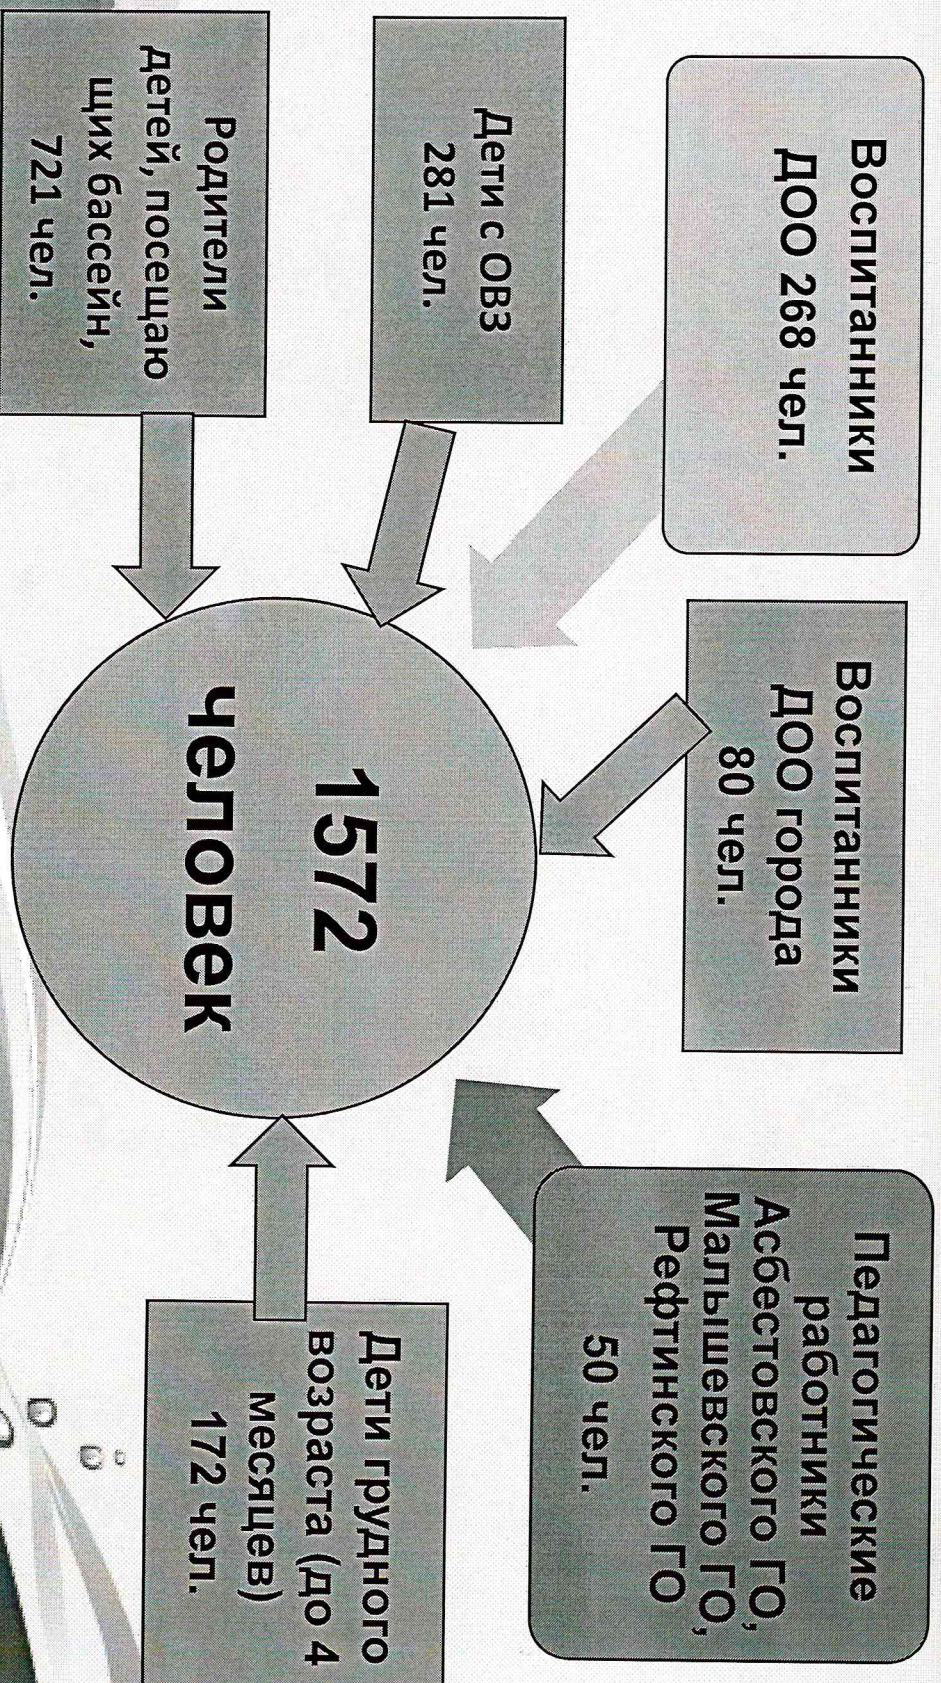 Воспитанники
ДОО 268 чел.
Воспитанники
ДОО города
80 чел.
Педагогические
работники
Асбестовского ГО,
Малышевского ГО,
Рефтинского ГО
50 чел.
Дети с ОВЗ
281 чел.
Родители
детей, посещаю
щих бассейн,
721 чел.
1572
человек
Дети грудного
возраста (до 4
месяцев)
172 чел.